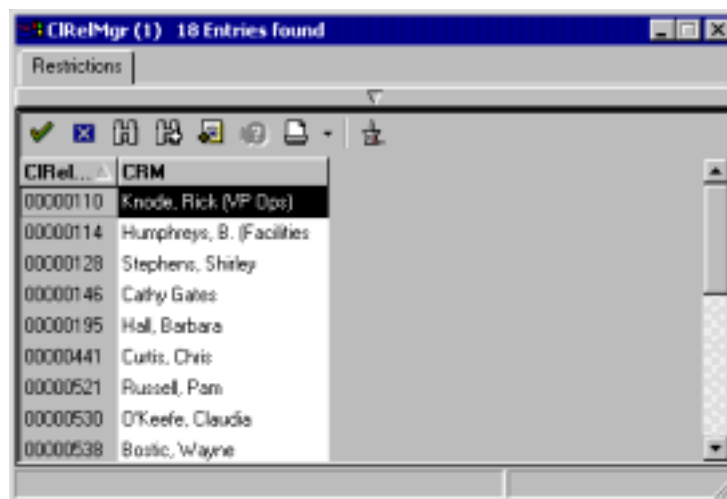 ClRelMgr (1) 18 Entries found
Restrictions
ClRel... CRM
00000110 Knode, Rick (VP Ops)
00000114 Humphreys, B. (Facilities
00000128 Stephens, Shirley
00000146 Cathy Gates
00000195 Hall, Barbara
00000441 Curtis, Chris
00000521 Russell, Pam
00000530 O'Keefe, Claudia
00000538 Bostic, Wayne